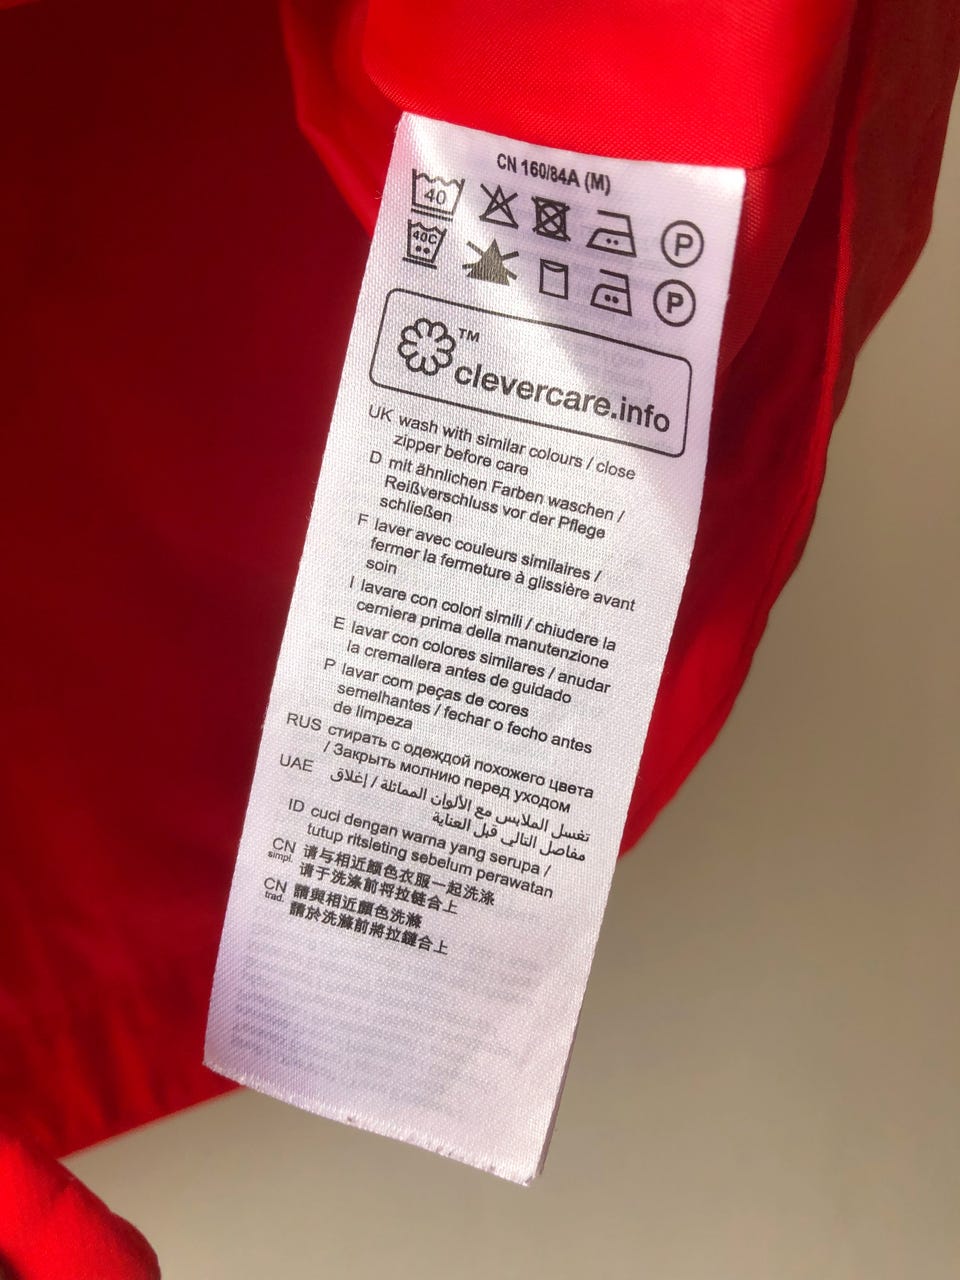 CN 160/84A (M)
40 P
40C P
™
clevercare.info
UK wash with similar colours / close
zipper before care
D mit ähnlichen Farben waschen /
Reißverschluss vor der Pflege
schließen
F laver avec couleurs similaires /
fermer la fermeture à glissière avant
soin
I lavare con colori simili / chiudere la
cerniera prima della manutenzione
E lavar con colores similares / anudar
la cremallera antes de guidado
P lavar com peças de cores
semelhantes / fechar o fecho antes
de limpeza
RUS стирать с одеждой похожего цвета
/ Закрыть молнию перед уходом
UAE تغسل الملابس مع الألوان المماثلة / إغلاق
مفاصل التالي قبل العناية
ID cuci dengan warna yang serupa /
tutup ritsleting sebelum perawatan
CN simpl. 请与相近颜色衣服一起洗涤
请于洗涤前将拉链合上
CN trad. 請與相近顏色洗滌
請於洗滌前將拉鏈合上